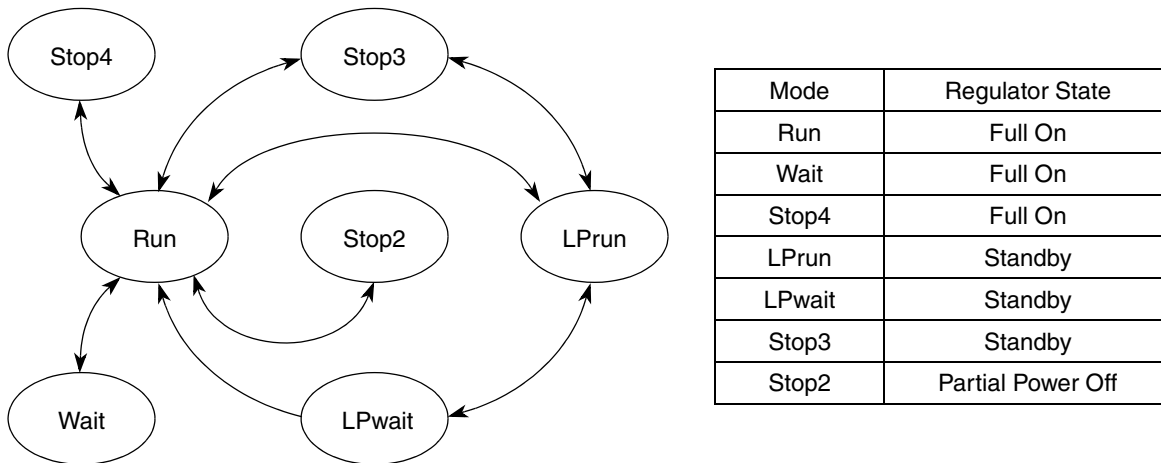 Stop4
Stop3
Run
Stop2
LPrun
Wait
LPwait
Mode Regulator State
Run Full On
Wait Full On
Stop4 Full On
LPrun Standby
LPwait Standby
Stop3 Standby
Stop2 Partial Power Off